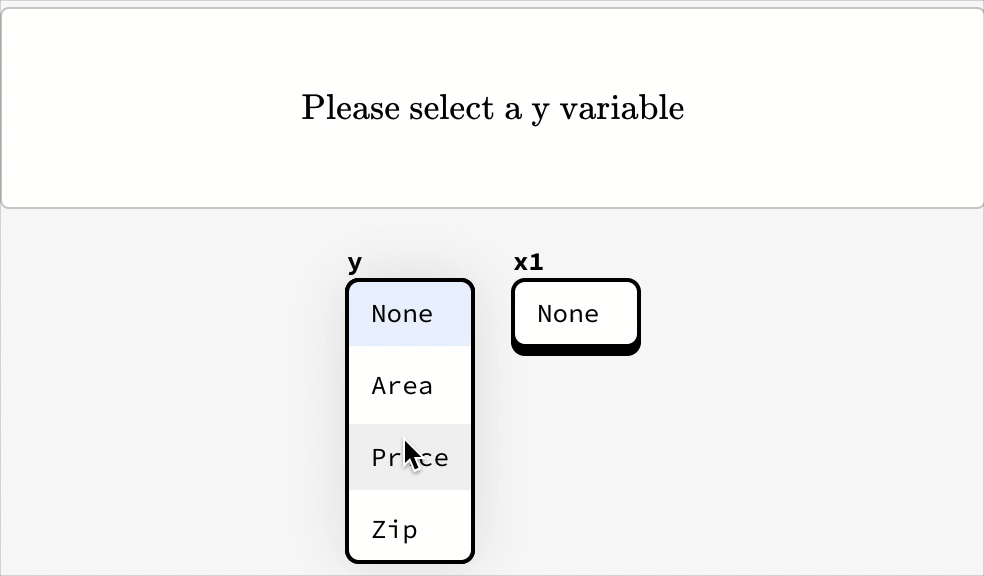 Please select a y variable
y
x1
None
None
Area
Price
Zip